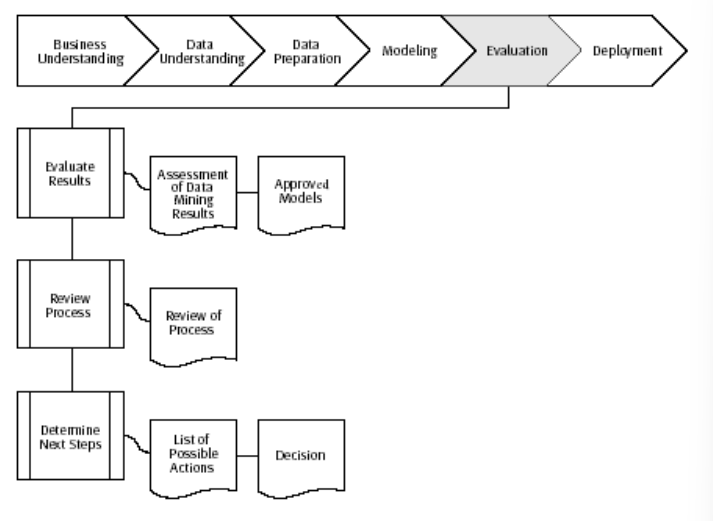 Business
Understanding
Data
Understanding
Data
Preparation
Modeling
Evaluation
Deployment
Evaluate
Results
Assessment
of Data
Mining
Results
Approved
Models
Review
Process
Review of
Process
Determine
Next Steps
List of
Possible
Actions
Decision